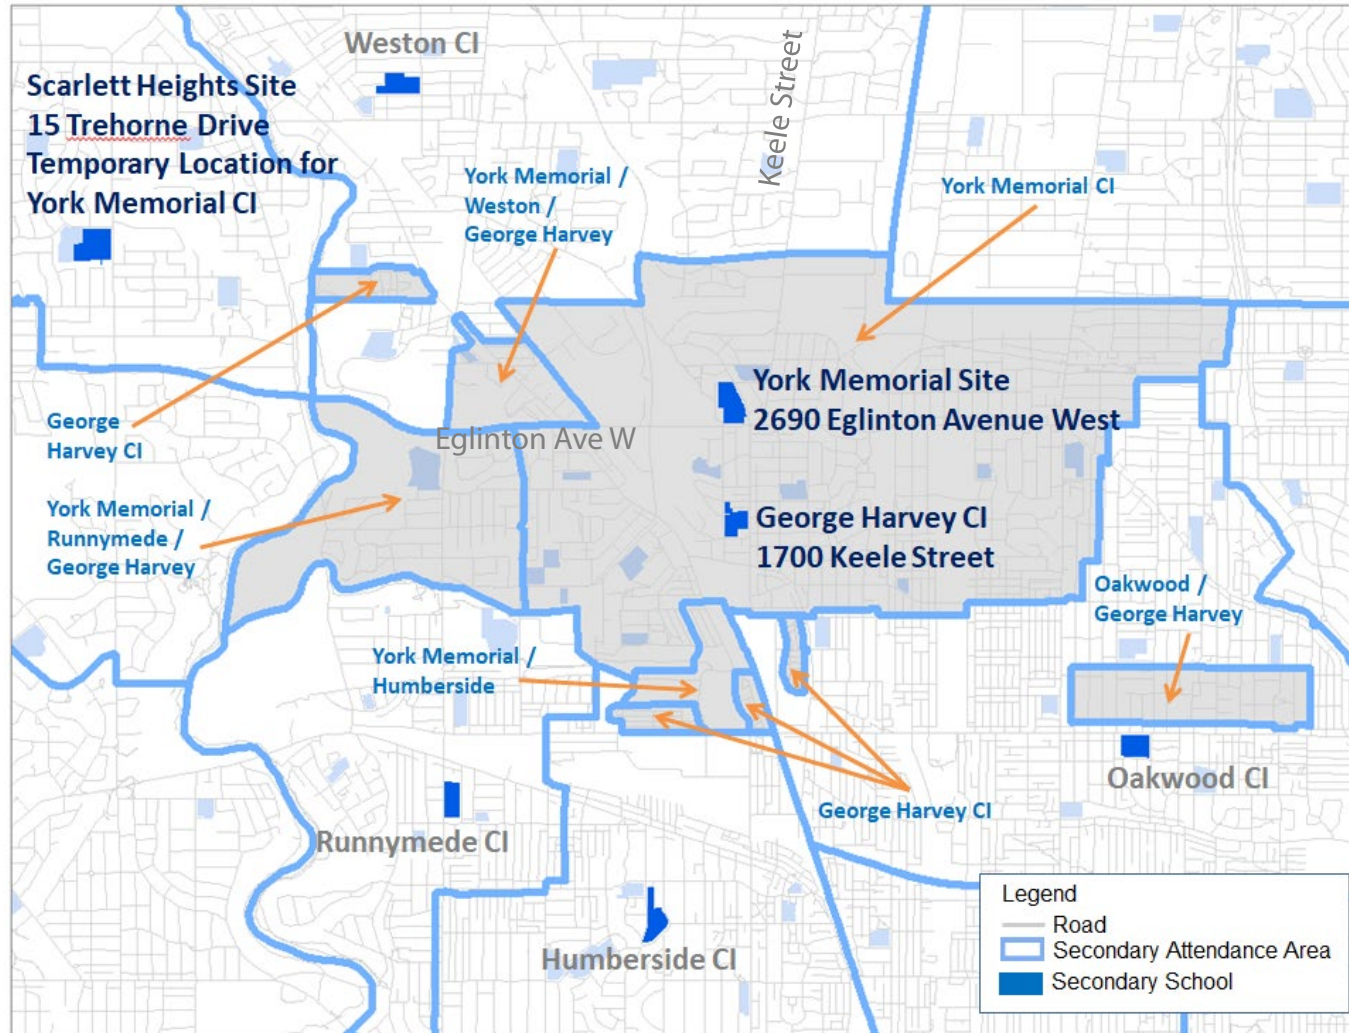 Weston CI
Keele Street
Scarlett Heights Site
15 Trehorne Drive
Temporary Location for
York Memorial CI
York Memorial /
Weston /
George Harvey
York Memorial CI
George
Harvey CI
York Memorial Site
2690 Eglinton Avenue West
Eglinton Ave W
York Memorial /
Runnymede /
George Harvey
George Harvey CI
1700 Keele Street
Oakwood /
George Harvey
York Memorial /
Humberside
Oakwood CI
George Harvey CI
Runnymede CI
Humberside CI
Legend
Road
Secondary Attendance Area
Secondary School